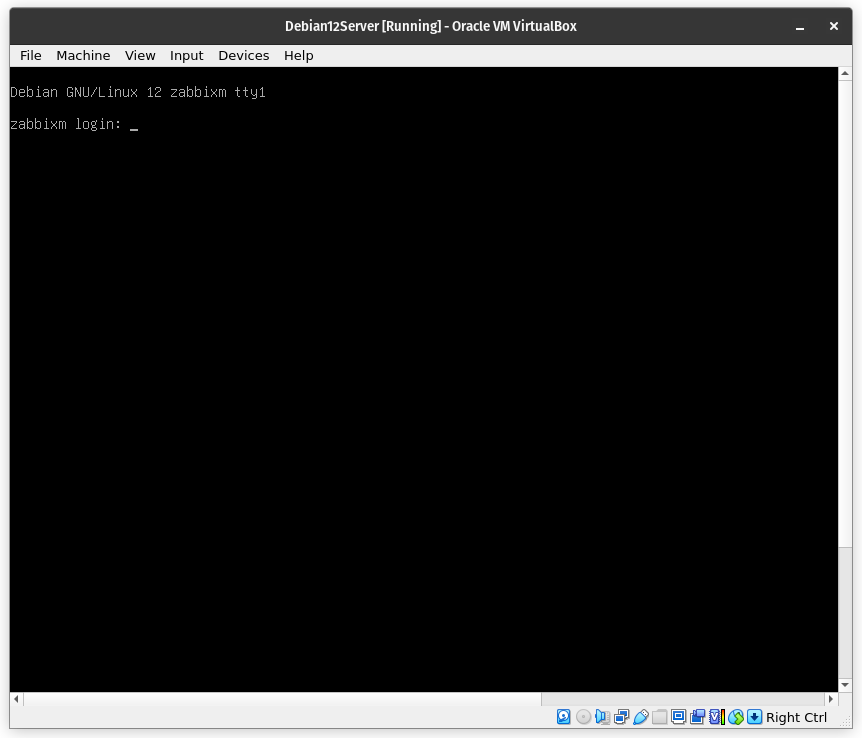 Debian12Server [Running] - Oracle VM VirtualBox
File Machine View Input Devices Help
Debian GNU/Linux 12 zabbixm tty1
zabbixm login: _
Right Ctrl